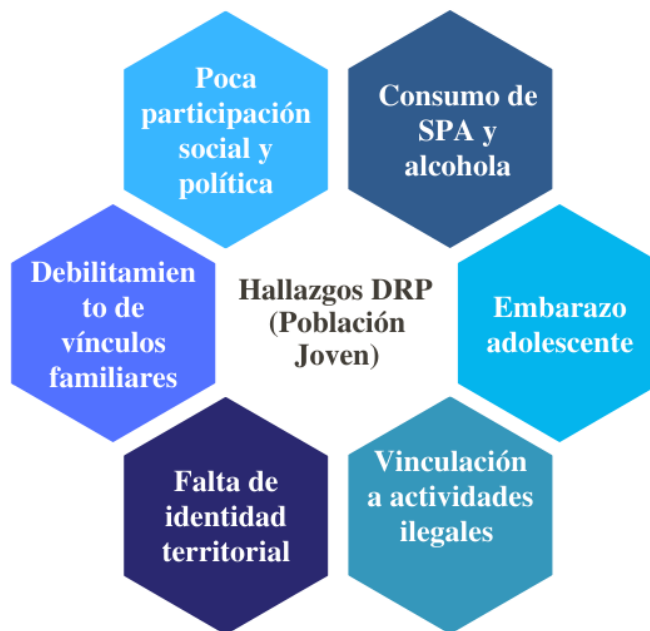 Poca
participación
social y
política
Consumo de
SPA y
alcohola
Debilitamien
to de
vínculos
familiares
Hallazgos DRP
(Población
Joven)
Embarazo
adolescente
Falta de
identidad
territorial
Vinculación
a actividades
ilegales